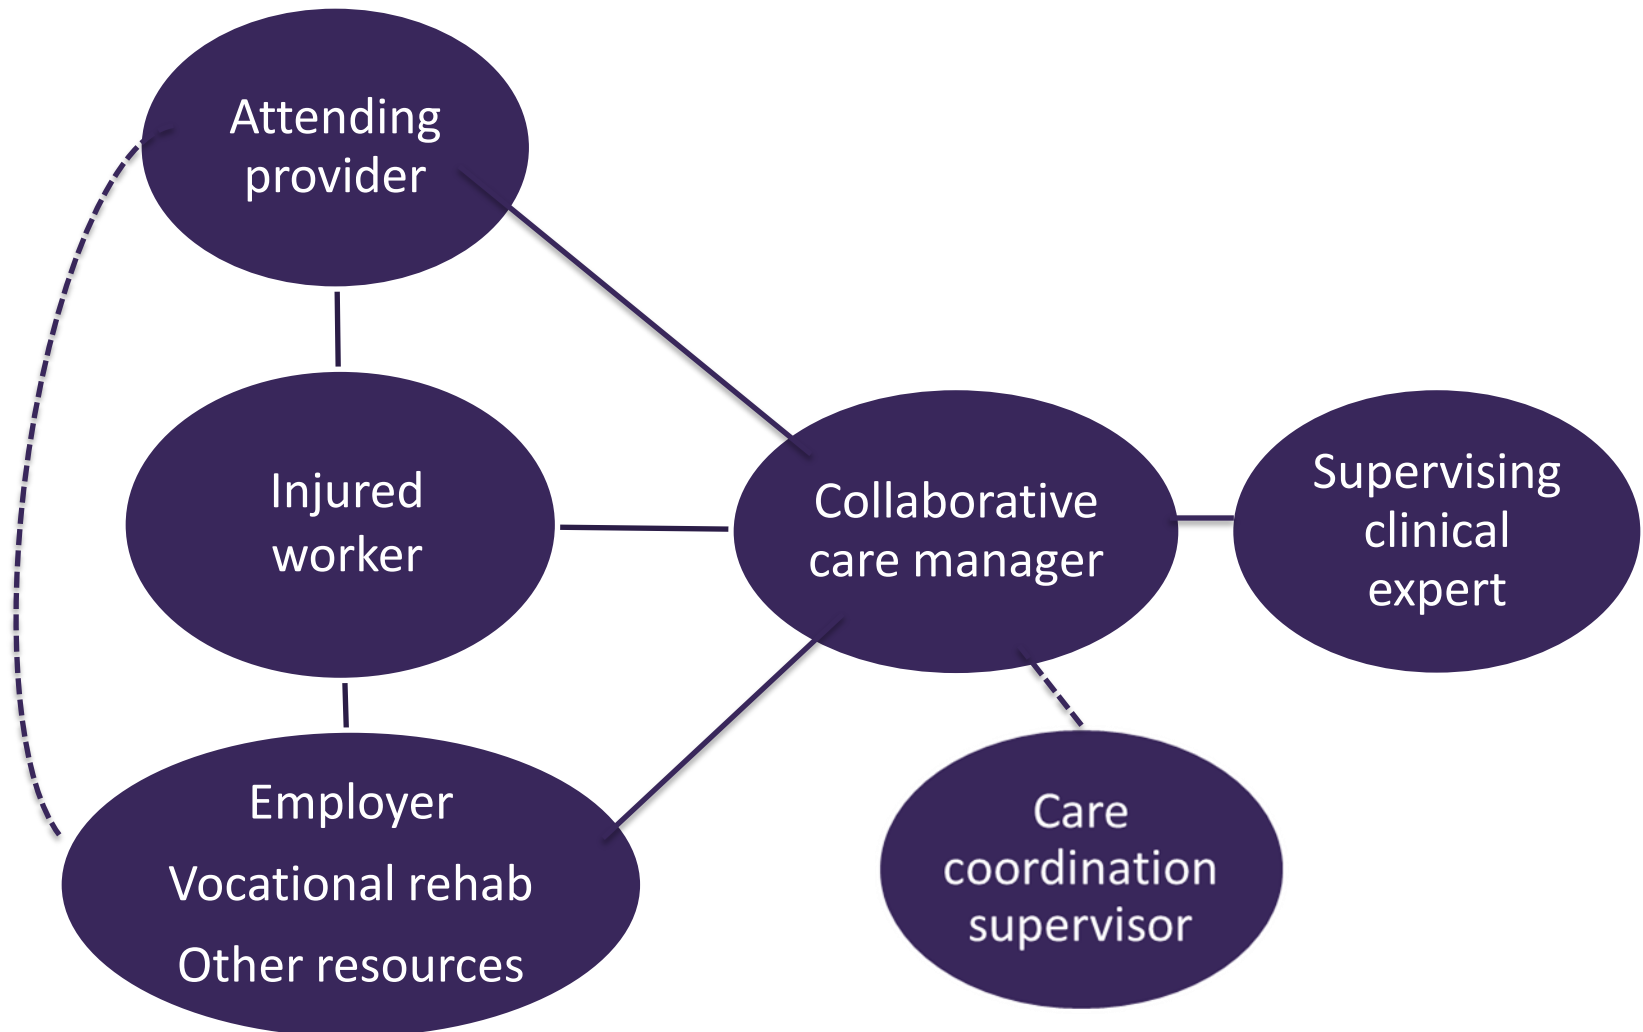 Attending
provider
Injured
worker
Collaborative
care manager
Supervising
clinical
expert
Employer
Vocational rehab
Other resources
Care
coordination
supervisor